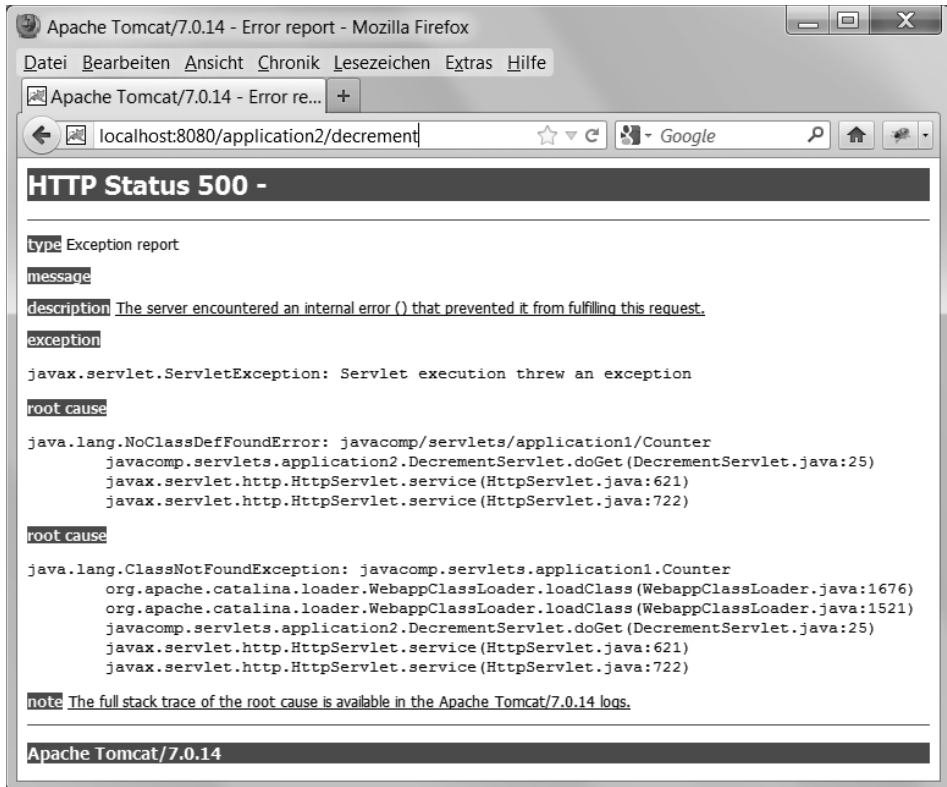 Apache Tomcat/7.0.14 - Error report - Mozilla Firefox
Datei Bearbeiten Ansicht Chronik Lesezeichen Extras Hilfe
Apache Tomcat/7.0.14 - Error re... +
localhost:8080/application2/decrement Google
HTTP Status 500 -
type Exception report
message
description The server encountered an internal error () that prevented it from fulfilling this request.
exception
javax.servlet.ServletException: Servlet execution threw an exception
root cause
java.lang.NoClassDefFoundError: javacomp/servlets/application1/Counter
javacomp.servlets.application2.DecrementServlet.doGet(DecrementServlet.java:25)
javax.servlet.http.HttpServlet.service(HttpServlet.java:621)
javax.servlet.http.HttpServlet.service(HttpServlet.java:722)
root cause
java.lang.ClassNotFoundException: javacomp.servlets.application1.Counter
org.apache.catalina.loader.WebappClassLoader.loadClass(WebappClassLoader.java:1676)
org.apache.catalina.loader.WebappClassLoader.loadClass(WebappClassLoader.java:1521)
javacomp.servlets.application2.DecrementServlet.doGet(DecrementServlet.java:25)
javax.servlet.http.HttpServlet.service(HttpServlet.java:621)
javax.servlet.http.HttpServlet.service(HttpServlet.java:722)
note The full stack trace of the root cause is available in the Apache Tomcat/7.0.14 logs.
Apache Tomcat/7.0.14